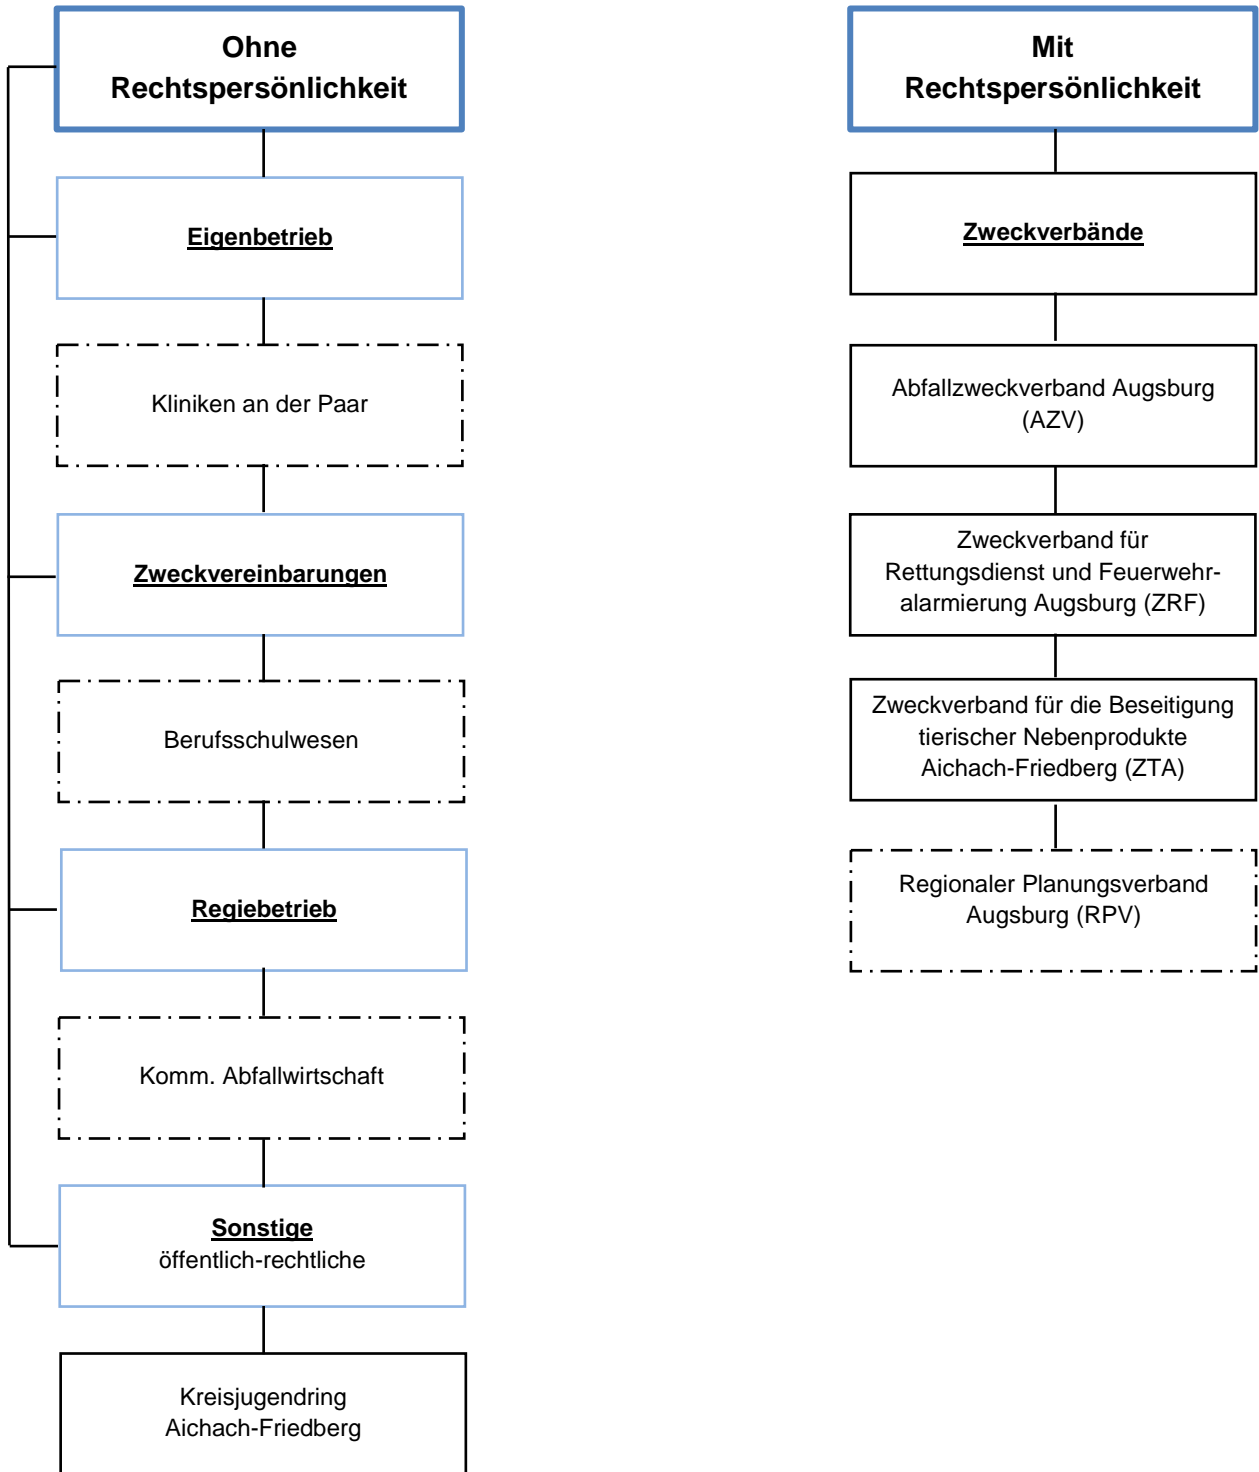 Ohne
Rechtspersönlichkeit
Eigenbetrieb
Kliniken an der Paar
Zweckvereinbarungen
Berufsschulwesen
Regiebetrieb
Komm. Abfallwirtschaft
Sonstige
öffentlich-rechtliche
Kreisjugendring
Aichach-Friedberg
Mit
Rechtspersönlichkeit
Zweckverbände
Abfallzweckverband Augsburg
(AZV)
Zweckverband für
Rettungsdienst und Feuerwehr-
alarmierung Augsburg (ZRF)
Zweckverband für die Beseitigung
tierischer Nebenprodukte
Aichach-Friedberg (ZTA)
Regionaler Planungsverband
Augsburg (RPV)